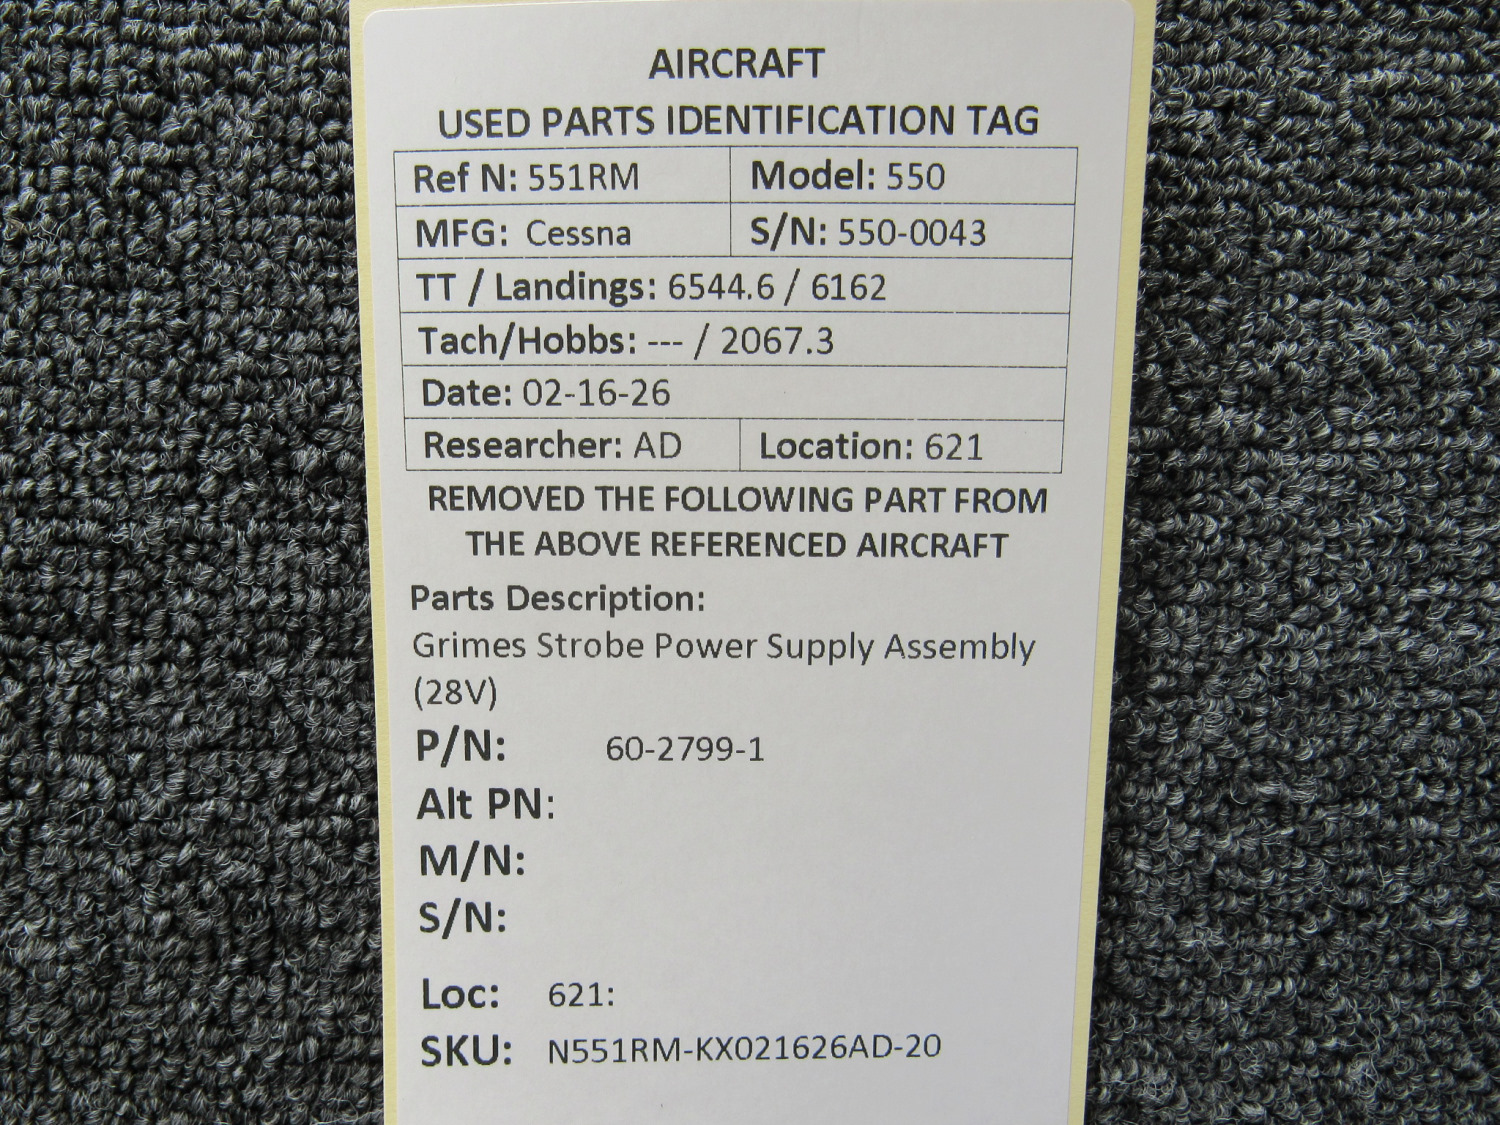 AIRCRAFT
USED PARTS IDENTIFICATION TAG
Ref N: 551RM Model: 550
MFG: Cessna S/N: 550-0043
TT / Landings: 6544.6 / 6162
Tach/Hobbs: --- / 2067.3
Date: 02-16-26
Researcher: AD Location: 621
REMOVED THE FOLLOWING PART FROM
THE ABOVE REFERENCED AIRCRAFT
Parts Description:
Grimes Strobe Power Supply Assembly
(28V)
P/N: 60-2799-1
Alt PN:
M/N:
S/N:
Loc: 621:
SKU: N551RM-KX021626AD-20